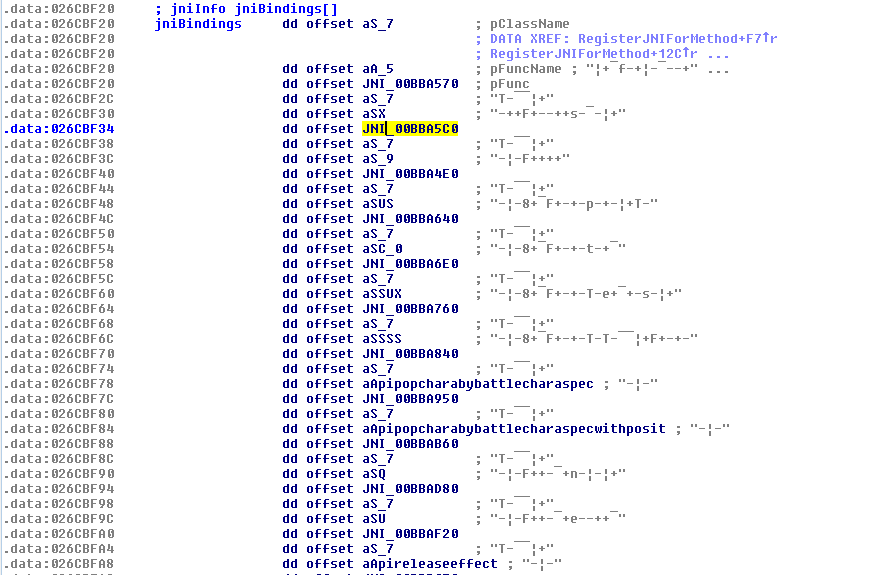 .data:026CBF20 ; jniInfo jniBindings[]
.data:026CBF20 jniBindings dd offset aS_7 ; pClassName
.data:026CBF20 ; DATA XREF: RegisterJNIForMethod+F7↑r
.data:026CBF20 ; RegisterJNIForMethod+12C↑r ...
.data:026CBF20 dd offset aA_5 ; pFuncName ; "¦+_f-+¦-¯+" ...
.data:026CBF20 dd offset JNI_00BBA570 ; pFunc
.data:026CBF2C dd offset aS_7 ; "T-¯¯¦+"
.data:026CBF30 dd offset aSX ; "-++F+--++s-¯-¦+"
.data:026CBF34 dd offset JNI_00BBA5C0
.data:026CBF38 dd offset aS_7 ; "T-¯¯¦+"
.data:026CBF3C dd offset aS_9 ; "-¦-F++++"
.data:026CBF40 dd offset JNI_00BBA4E0
.data:026CBF44 dd offset aS_7 ; "T-¯¯¦+"
.data:026CBF48 dd offset aSUS ; "-¦-8+¯F+-+-p-+-¦+T-"
.data:026CBF4C dd offset JNI_00BBA640
.data:026CBF50 dd offset aS_7 ; "T-¯¯¦+"
.data:026CBF54 dd offset aSC_0 ; "-¦-8+¯F+-+-t-+¯"
.data:026CBF58 dd offset JNI_00BBA6E0
.data:026CBF5C dd offset aS_7 ; "T-¯¯¦+"
.data:026CBF60 dd offset aSSUX ; "-¦-8+¯F+-+-T-e+¯+-s-¦+"
.data:026CBF64 dd offset JNI_00BBA760
.data:026CBF68 dd offset aS_7 ; "T-¯¯¦+"
.data:026CBF6C dd offset aSSSS ; "-¦-8+¯F+-+-T-T-¯¯¦+F+-+-"
.data:026CBF70 dd offset JNI_00BBA840
.data:026CBF74 dd offset aS_7 ; "T-¯¯¦+"
.data:026CBF78 dd offset aApipopcharabybattlecharaspec ; "-¦-"
.data:026CBF7C dd offset JNI_00BBA950
.data:026CBF80 dd offset aS_7 ; "T-¯¯¦+"
.data:026CBF84 dd offset aApipopcharabybattlecharaspecwithposit ; "-¦-"
.data:026CBF88 dd offset JNI_00BBAB60
.data:026CBF8C dd offset aS_7 ; "T-¯¯¦+"
.data:026CBF90 dd offset aSQ ; "-¦-F++-¯+n-¦-¦+"
.data:026CBF94 dd offset JNI_00BBAD80
.data:026CBF98 dd offset aS_7 ; "T-¯¯¦+"
.data:026CBF9C dd offset aSU ; "-¦-F++-¯+e--++¯"
.data:026CBFA0 dd offset JNI_00BBAF20
.data:026CBFA4 dd offset aS_7 ; "T-¯¯¦+"
.data:026CBFA8 dd offset aApireleaseeffect ; "-¦-"